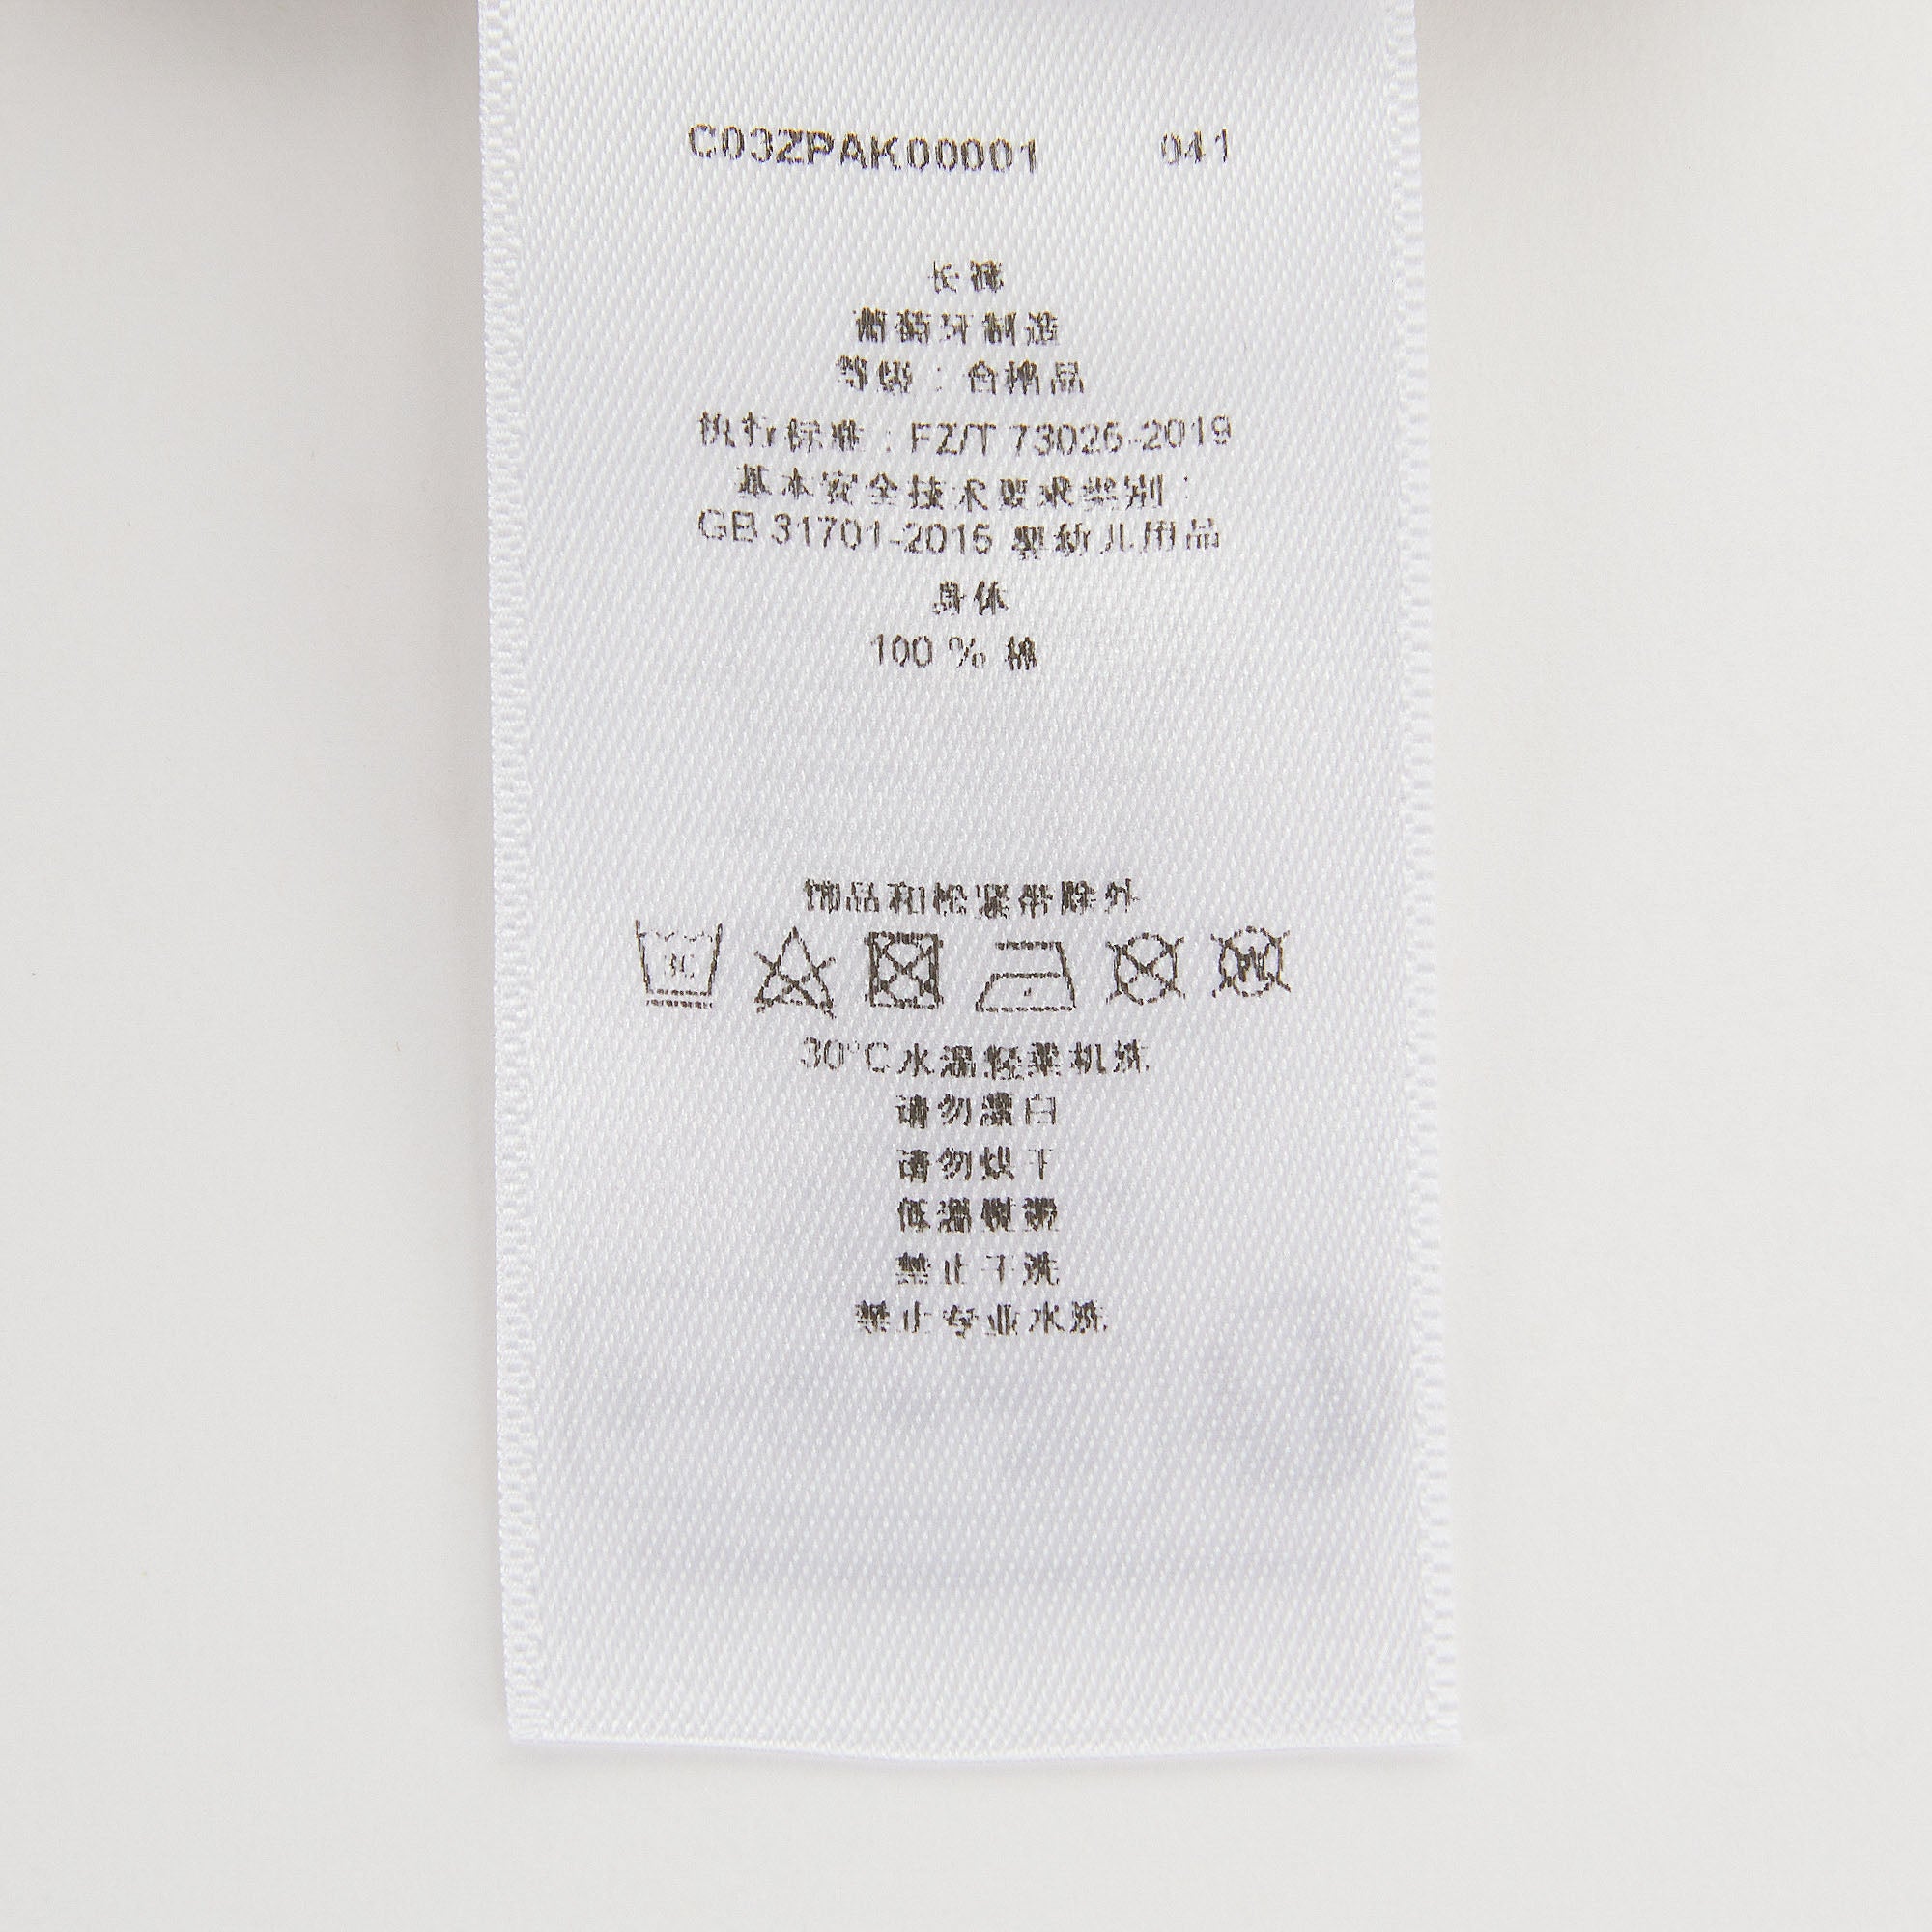 C03ZPAK00001 041
长裤
葡萄牙制造
等级：合格品
执行标准：FZ/T 73025-2019
基本安全技术要求类别：
GB 31701-2015 婴幼儿用品
身体
100 % 棉
饰品和松紧带除外
30
30°C水温轻柔机洗
请勿漂白
请勿烘干
低温熨烫
禁止干洗
禁止专业水洗